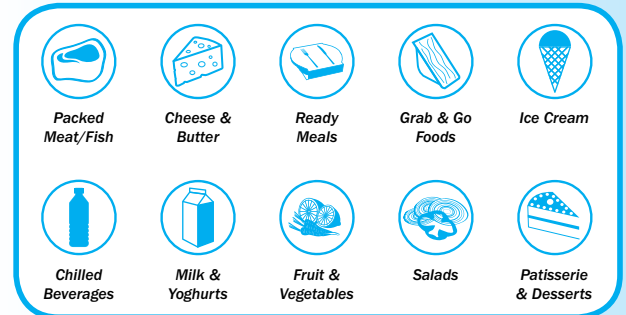 Packed
Meat/Fish
Cheese &
Butter
Ready
Meals
Grab & Go
Foods
Ice Cream
Chilled
Beverages
Milk &
Yoghurts
Fruit &
Vegetables
Salads
Patisserie
& Desserts